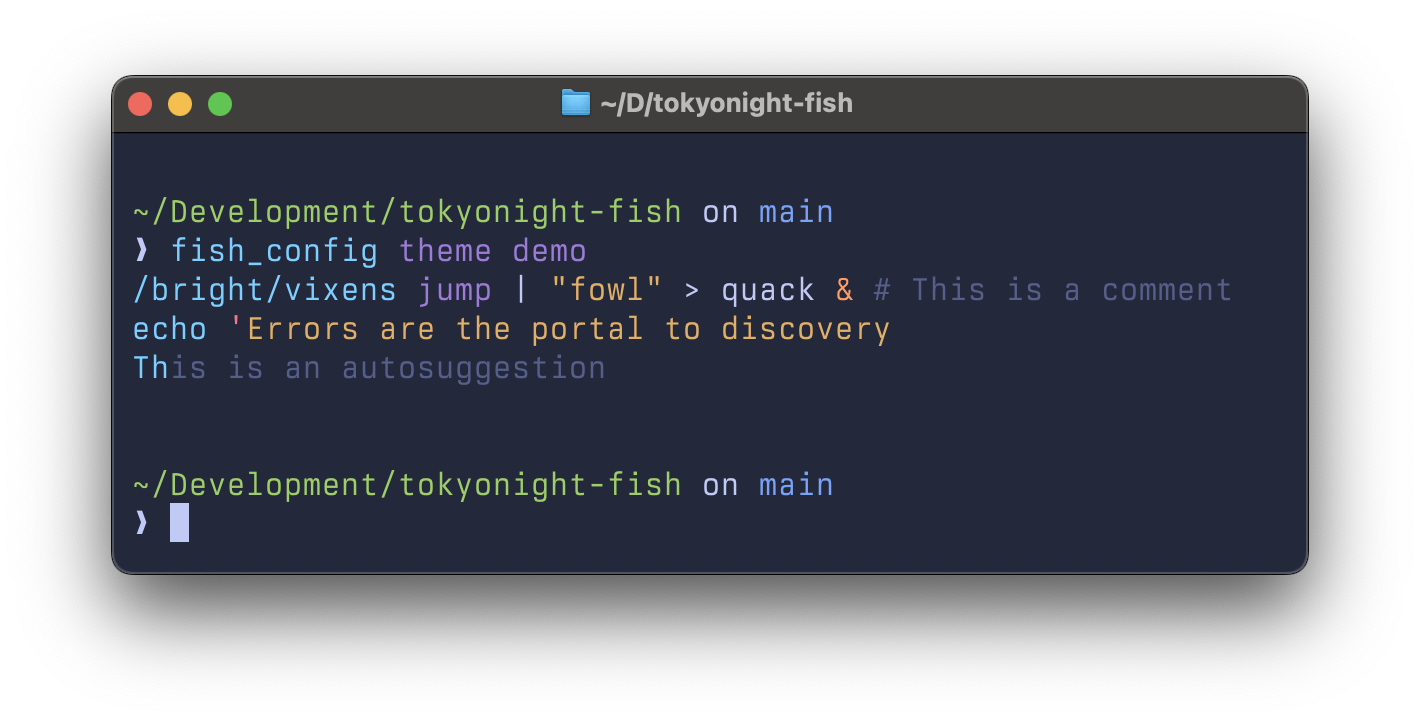 ~/D/tokyonight-fish
~/Development/tokyonight-fish on main
❯ fish_config theme demo
/bright/vixens jump | "fowl" > quack & # This is a comment
echo 'Errors are the portal to discovery
This is an autosuggestion
~/Development/tokyonight-fish on main
❯